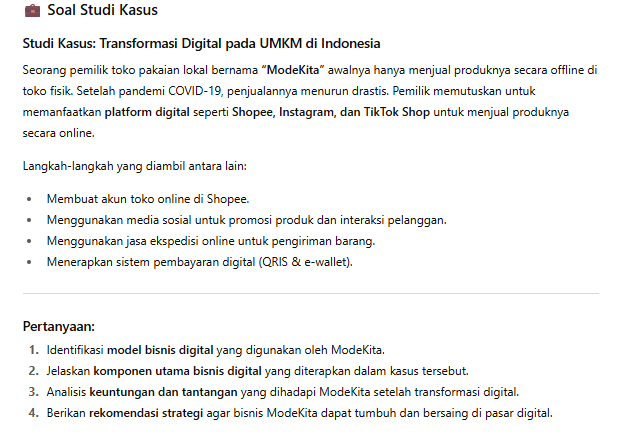 Soal Studi Kasus
Studi Kasus: Transformasi Digital pada UMKM di Indonesia
Seorang pemilik toko pakaian lokal bernama “ModeKita” awalnya hanya menjual produknya secara offline di
toko fisik. Setelah pandemi COVID-19, penjualannya menurun drastis. Pemilik memutuskan untuk
memanfaatkan platform digital seperti Shopee, Instagram, dan TikTok Shop untuk menjual produknya
secara online.
Langkah-langkah yang diambil antara lain:
• Membuat akun toko online di Shopee.
• Menggunakan media sosial untuk promosi produk dan interaksi pelanggan.
• Menggunakan jasa ekspedisi online untuk pengiriman barang.
• Menerapkan sistem pembayaran digital (QRIS & e-wallet).
Pertanyaan:
1. Identifikasi model bisnis digital yang digunakan oleh ModeKita.
2. Jelaskan komponen utama bisnis digital yang diterapkan dalam kasus tersebut.
3. Analisis keuntungan dan tantangan yang dihadapi ModeKita setelah transformasi digital.
4. Berikan rekomendasi strategi agar bisnis ModeKita dapat tumbuh dan bersaing di pasar digital.